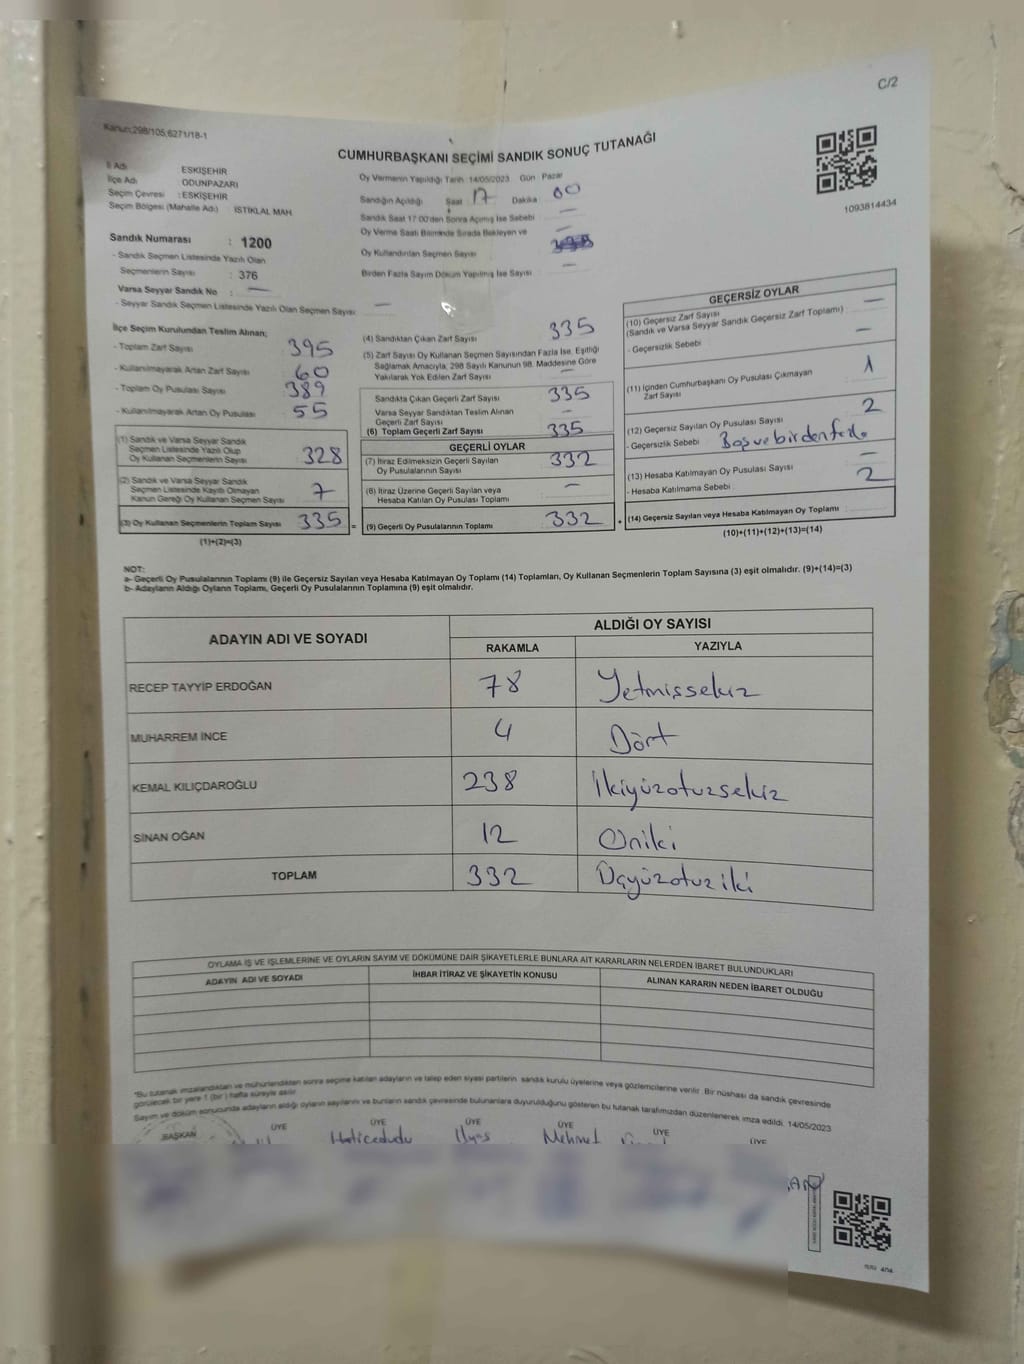 C/2
Kanun:298/105;6271/18-1
CUMHURBAŞKANI SEÇİMİ SANDIK SONUÇ TUTANAĞI
1093814434
İl Adı : ESKİŞEHİR
İlçe Adı : ODUNPAZARI
Seçim Çevresi : ESKİŞEHİR
Seçim Bölgesi (Mahalle Adı) : İSTİKLAL MAH.
Sandık Numarası : 1200
- Sandık Seçmen Listesinde Yazılı Olan
Seçmenlerin Sayısı : 376
Varsa Seyyar Sandık No : —
- Seyyar Sandık Seçmen Listesinde Yazılı Olan Seçmen Sayısı: —
İlçe Seçim Kurulundan Teslim Alınan;
- Toplam Zarf Sayısı 395
- Kullanılmayarak Artan Zarf Sayısı 60
- Toplam Oy Pusulası Sayısı 389
- Kullanılmayarak Artan Oy Pusulası 55
(1) Sandık ve Varsa Seyyar Sandık
Seçmen Listesinde Yazılı Olup
Oy Kullanan Seçmenlerin Sayısı 328
(2) Sandık ve Varsa Seyyar Sandık
Seçmen Listesinde Kayıtlı Olmayan
Kanun Gereği Oy Kullanan Seçmen Sayısı 7
(3) Oy Kullanan Seçmenlerin Toplam Sayısı 335 =
(1)+(2)=(3)
Oy Vermenin Yapıldığı Tarih: 14/05/2023 Gün: Pazar
Sandığın Açıldığı Saat 17 Dakika 00
Sandık Saat 17:00'den Sonra Açılmış İse Sebebi —
Oy Verme Saati Bitiminde Sırada Bekleyen ve
Oy Kullandırılan Seçmen Sayısı
Birden Fazla Sayım Döküm Yapılmış İse Sayısı —
(4) Sandıktan Çıkan Zarf Sayısı 335
(5) Zarf Sayısı Oy Kullanan Seçmen Sayısından Fazla İse, Eşitliği
Sağlamak Amacıyla, 298 Sayılı Kanunun 98. Maddesine Göre
Yakılarak Yok Edilen Zarf Sayısı —
Sandıkta Çıkan Geçerli Zarf Sayısı 335
Varsa Seyyar Sandıktan Teslim Alınan
Geçerli Zarf Sayısı —
(6) Toplam Geçerli Zarf Sayısı 335
GEÇERLİ OYLAR
(7) İtiraz Edilmeksizin Geçerli Sayılan
Oy Pusulalarının Sayısı 332
(8) İtiraz Üzerine Geçerli Sayılan veya
Hesaba Katılan Oy Pusulası Toplamı —
(9) Geçerli Oy Pusulalarının Toplamı 332 +
GEÇERSİZ OYLAR
(10) Geçersiz Zarf Sayısı —
(Sandık ve Varsa Seyyar Sandık Geçersiz Zarf Toplamı)
- Geçersizlik Sebebi —
(11) İçinden Cumhurbaşkanı Oy Pusulası Çıkmayan
Zarf Sayısı 1
(12) Geçersiz Sayılan Oy Pusulası Sayısı 2
- Geçersizlik Sebebi Boş ve birden fazla
(13) Hesaba Katılmayan Oy Pusulası Sayısı —
- Hesaba Katılmama Sebebi 2
(14) Geçersiz Sayılan veya Hesaba Katılmayan Oy Toplamı
(10)+(11)+(12)+(13)=(14)
NOT:
a- Geçerli Oy Pusulalarının Toplamı (9) ile Geçersiz Sayılan veya Hesaba Katılmayan Oy Toplamı (14) Toplamları, Oy Kullanan Seçmenlerin Toplam Sayısına (3) eşit olmalıdır. (9)+(14)=(3)
b- Adayların Aldığı Oyların Toplamı, Geçerli Oy Pusulalarının Toplamına (9) eşit olmalıdır.
ADAYIN ADI VE SOYADI ALDIĞI OY SAYISI
RAKAMLA YAZIYLA
RECEP TAYYİP ERDOĞAN 78 Yetmişsekiz
MUHARREM İNCE 4 Dört
KEMAL KILIÇDAROĞLU 238 İkiyüzotuzsekiz
SİNAN OĞAN 12 Oniki
TOPLAM 332 Üçyüzotuziki
OYLAMA İŞ VE İŞLEMLERİNE VE OYLARIN SAYIM VE DÖKÜMÜNE DAİR ŞİKAYETLERLE BUNLARA AİT KARARLARIN NELERDEN İBARET BULUNDUKLARI
ADAYIN ADI VE SOYADI İHBAR İTİRAZ VE ŞİKAYETİN KONUSU ALINAN KARARIN NEDEN İBARET OLDUĞU
*Bu tutanak imzalandıktan ve mühürlendikten sonra seçime katılan adayların ve talep eden siyasi partilerin sandık kurulu üyelerine veya gözlemcilerine verilir. Bir nüshası da sandık çevresinde
görülecek bir yere 1 (bir) hafta süreyle asılır.
Sayım ve döküm sonucunda adayların aldığı oyların sayılarını ve bunların sandık çevresinde bulunanlara duyurulduğunu gösteren bu tutanak tarafımızdan düzenlenerek imza edildi. 14/05/2023
BAŞKAN ÜYE ÜYE ÜYE ÜYE ÜYE ÜYE
Haticedudu İlyas Mehmet